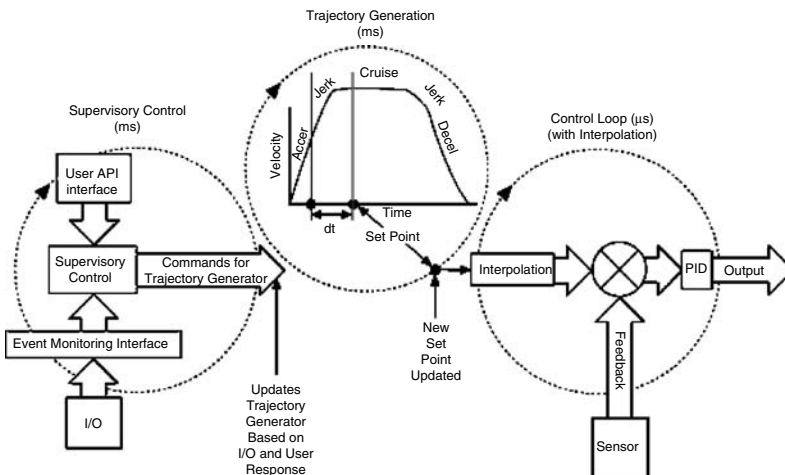 Trajectory Generation
(ms)
Cruise
Jerk
Jerk
Accer
Decel
Velocity
Time
dt
Set Point
Supervisory Control
(ms)
User API
interface
Supervisory
Control
Commands for
Trajectory Generator
Event Monitoring Interface
I/O
Updates
Trajectory
Generator
Based on
I/O and User
Response
Control Loop (μs)
(with Interpolation)
Interpolation
PID
Output
New
Set
Point
Updated
Feedback
Sensor